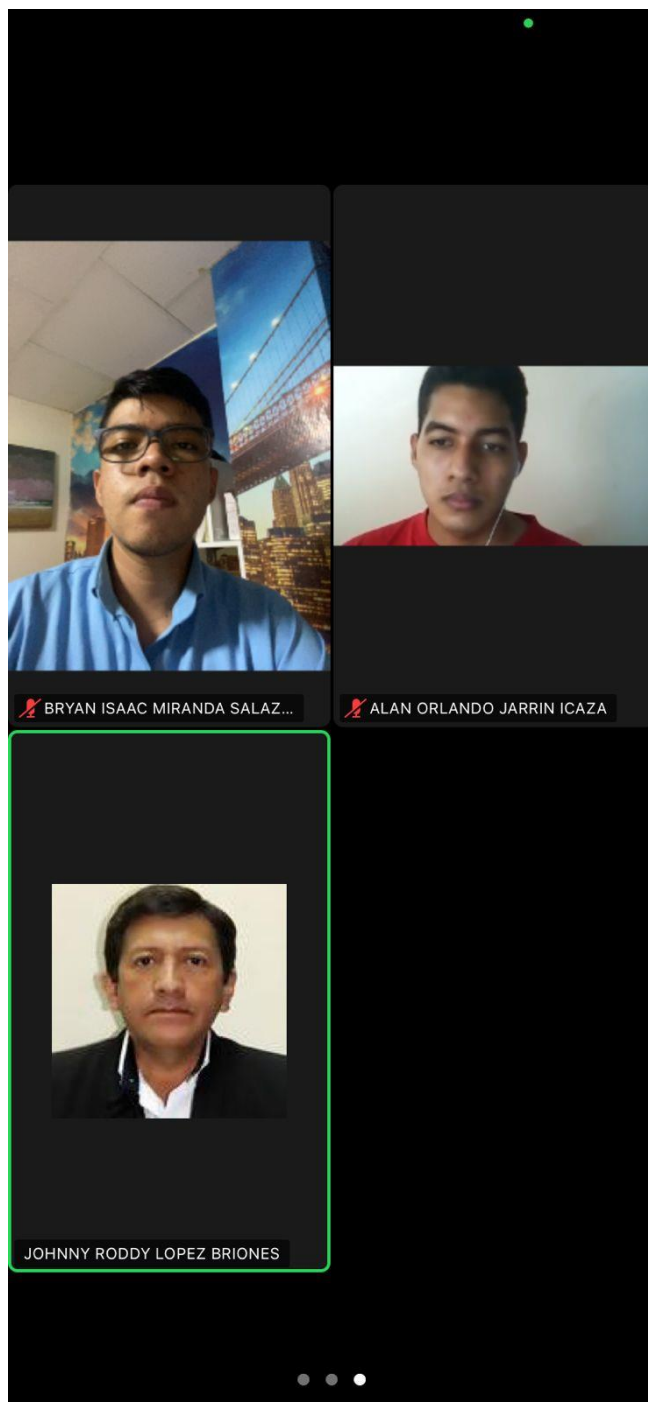 BRYAN ISAAC MIRANDA SALAZ...
ALAN ORLANDO JARRIN ICAZA
JOHNNY RODDY LOPEZ BRIONES